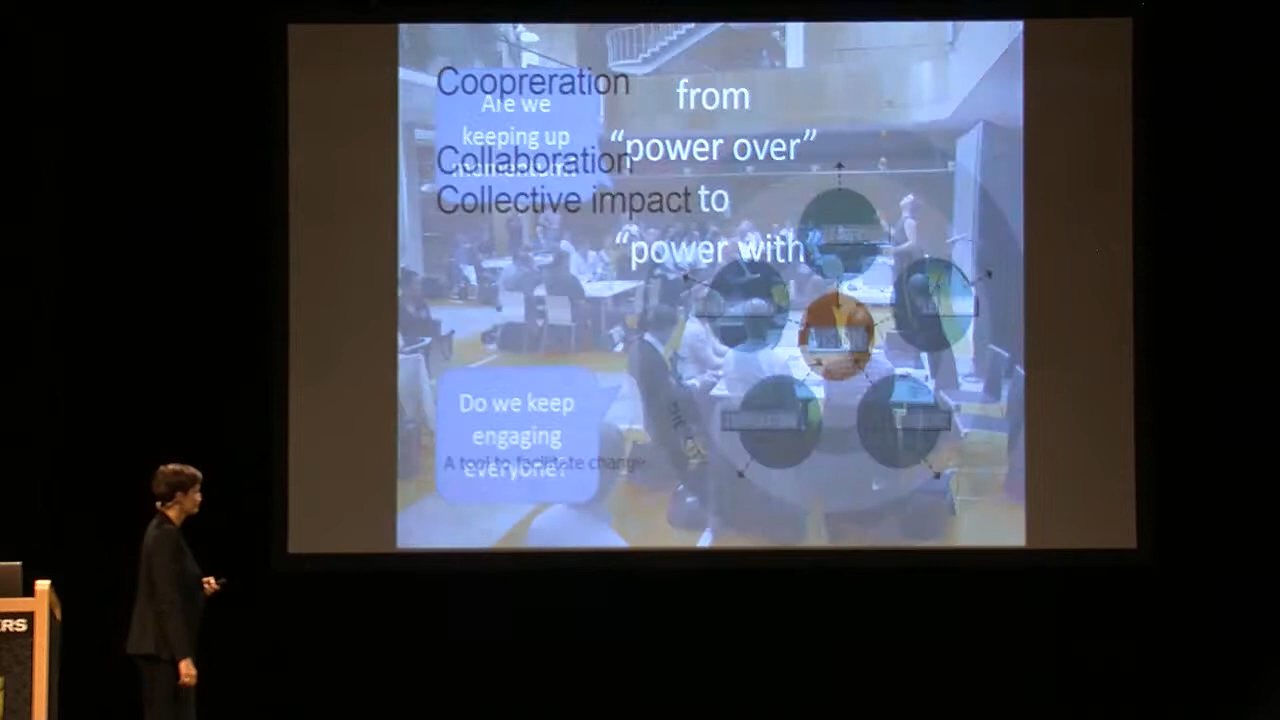 Coopreration
Are we
keeping up
Collaboration
Collective impact
from
“power over”
to
“power with
Do we keep
engaging
everyone?
A tool to facilitate change
ERS